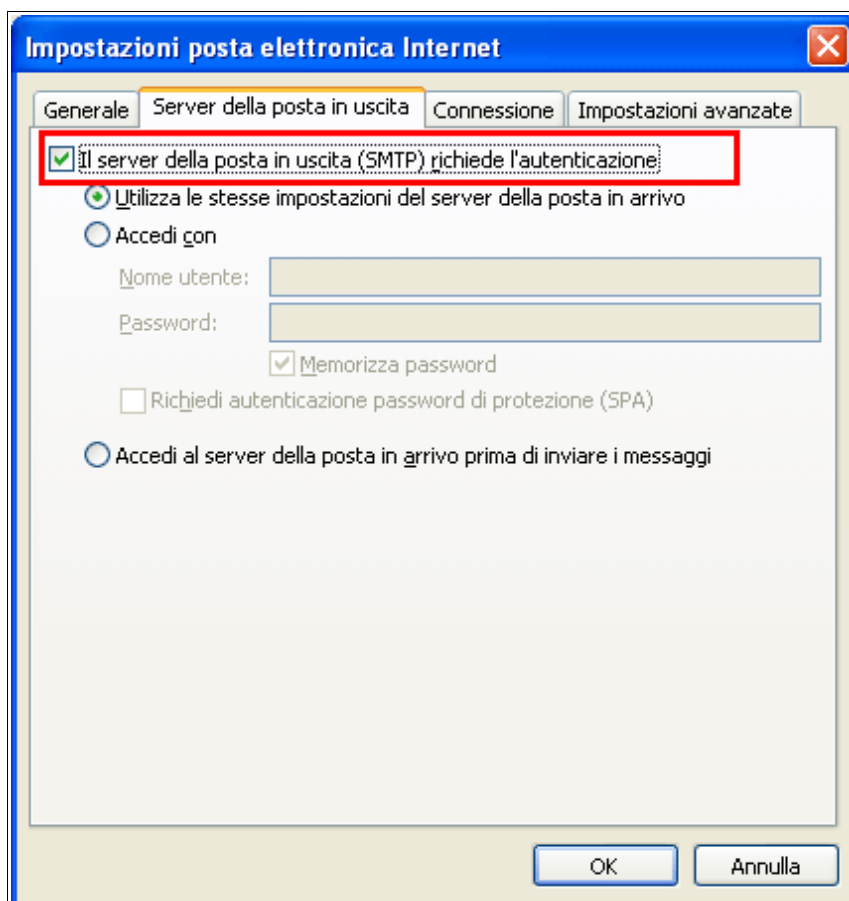 Impostazioni posta elettronica Internet
Generale Server della posta in uscita Connessione Impostazioni avanzate
Il server della posta in uscita (SMTP) richiede l'autenticazione
Utilizza le stesse impostazioni del server della posta in arrivo
Accedi con
Nome utente:
Password:
Memorizza password
Richiedi autenticazione password di protezione (SPA)
Accedi al server della posta in arrivo prima di inviare i messaggi
OK Annulla